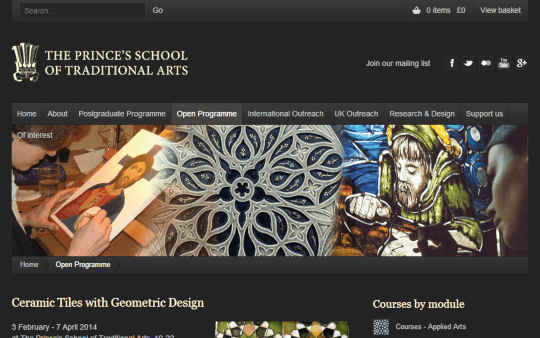 Search...
Go
0 items £0
View basket
THE PRINCE'S SCHOOL
OF TRADITIONAL ARTS
Join our mailing list
Home About Postgraduate Programme Open Programme International Outreach UK Outreach Research & Design Support us
Of interest
Home Open Programme
Ceramic Tiles with Geometric Design
Courses by module
3 February - 7 April 2014
Courses - Applied Arts
at The Prince's School of Traditional Arts, 19-22